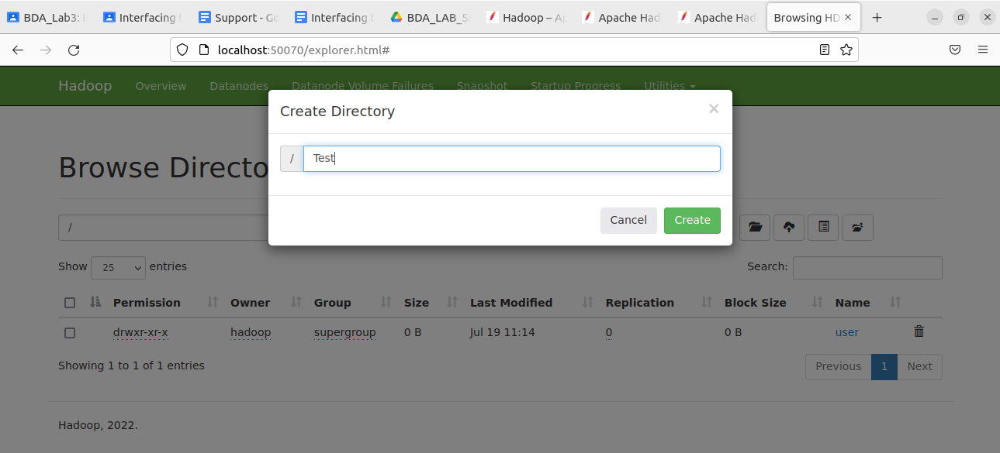 BDA_Lab3: I
Interfacing t
Support - Go
Interfacing t
BDA_LAB_S
Hadoop – Ap
Apache Had
Apache Had
Browsing HD
localhost:50070/explorer.html#
Hadoop Overview Datanodes Datanode Volume Failures Snapshot Startup Progress Utilities
Create Directory ×
/ Test
Cancel Create
Browse Directo
/
Show 25 entries Search:
Permission Owner Group Size Last Modified Replication Block Size Name
drwxr-xr-x hadoop supergroup 0 B Jul 19 11:14 0 0 B user
Showing 1 to 1 of 1 entries Previous 1 Next
Hadoop, 2022.